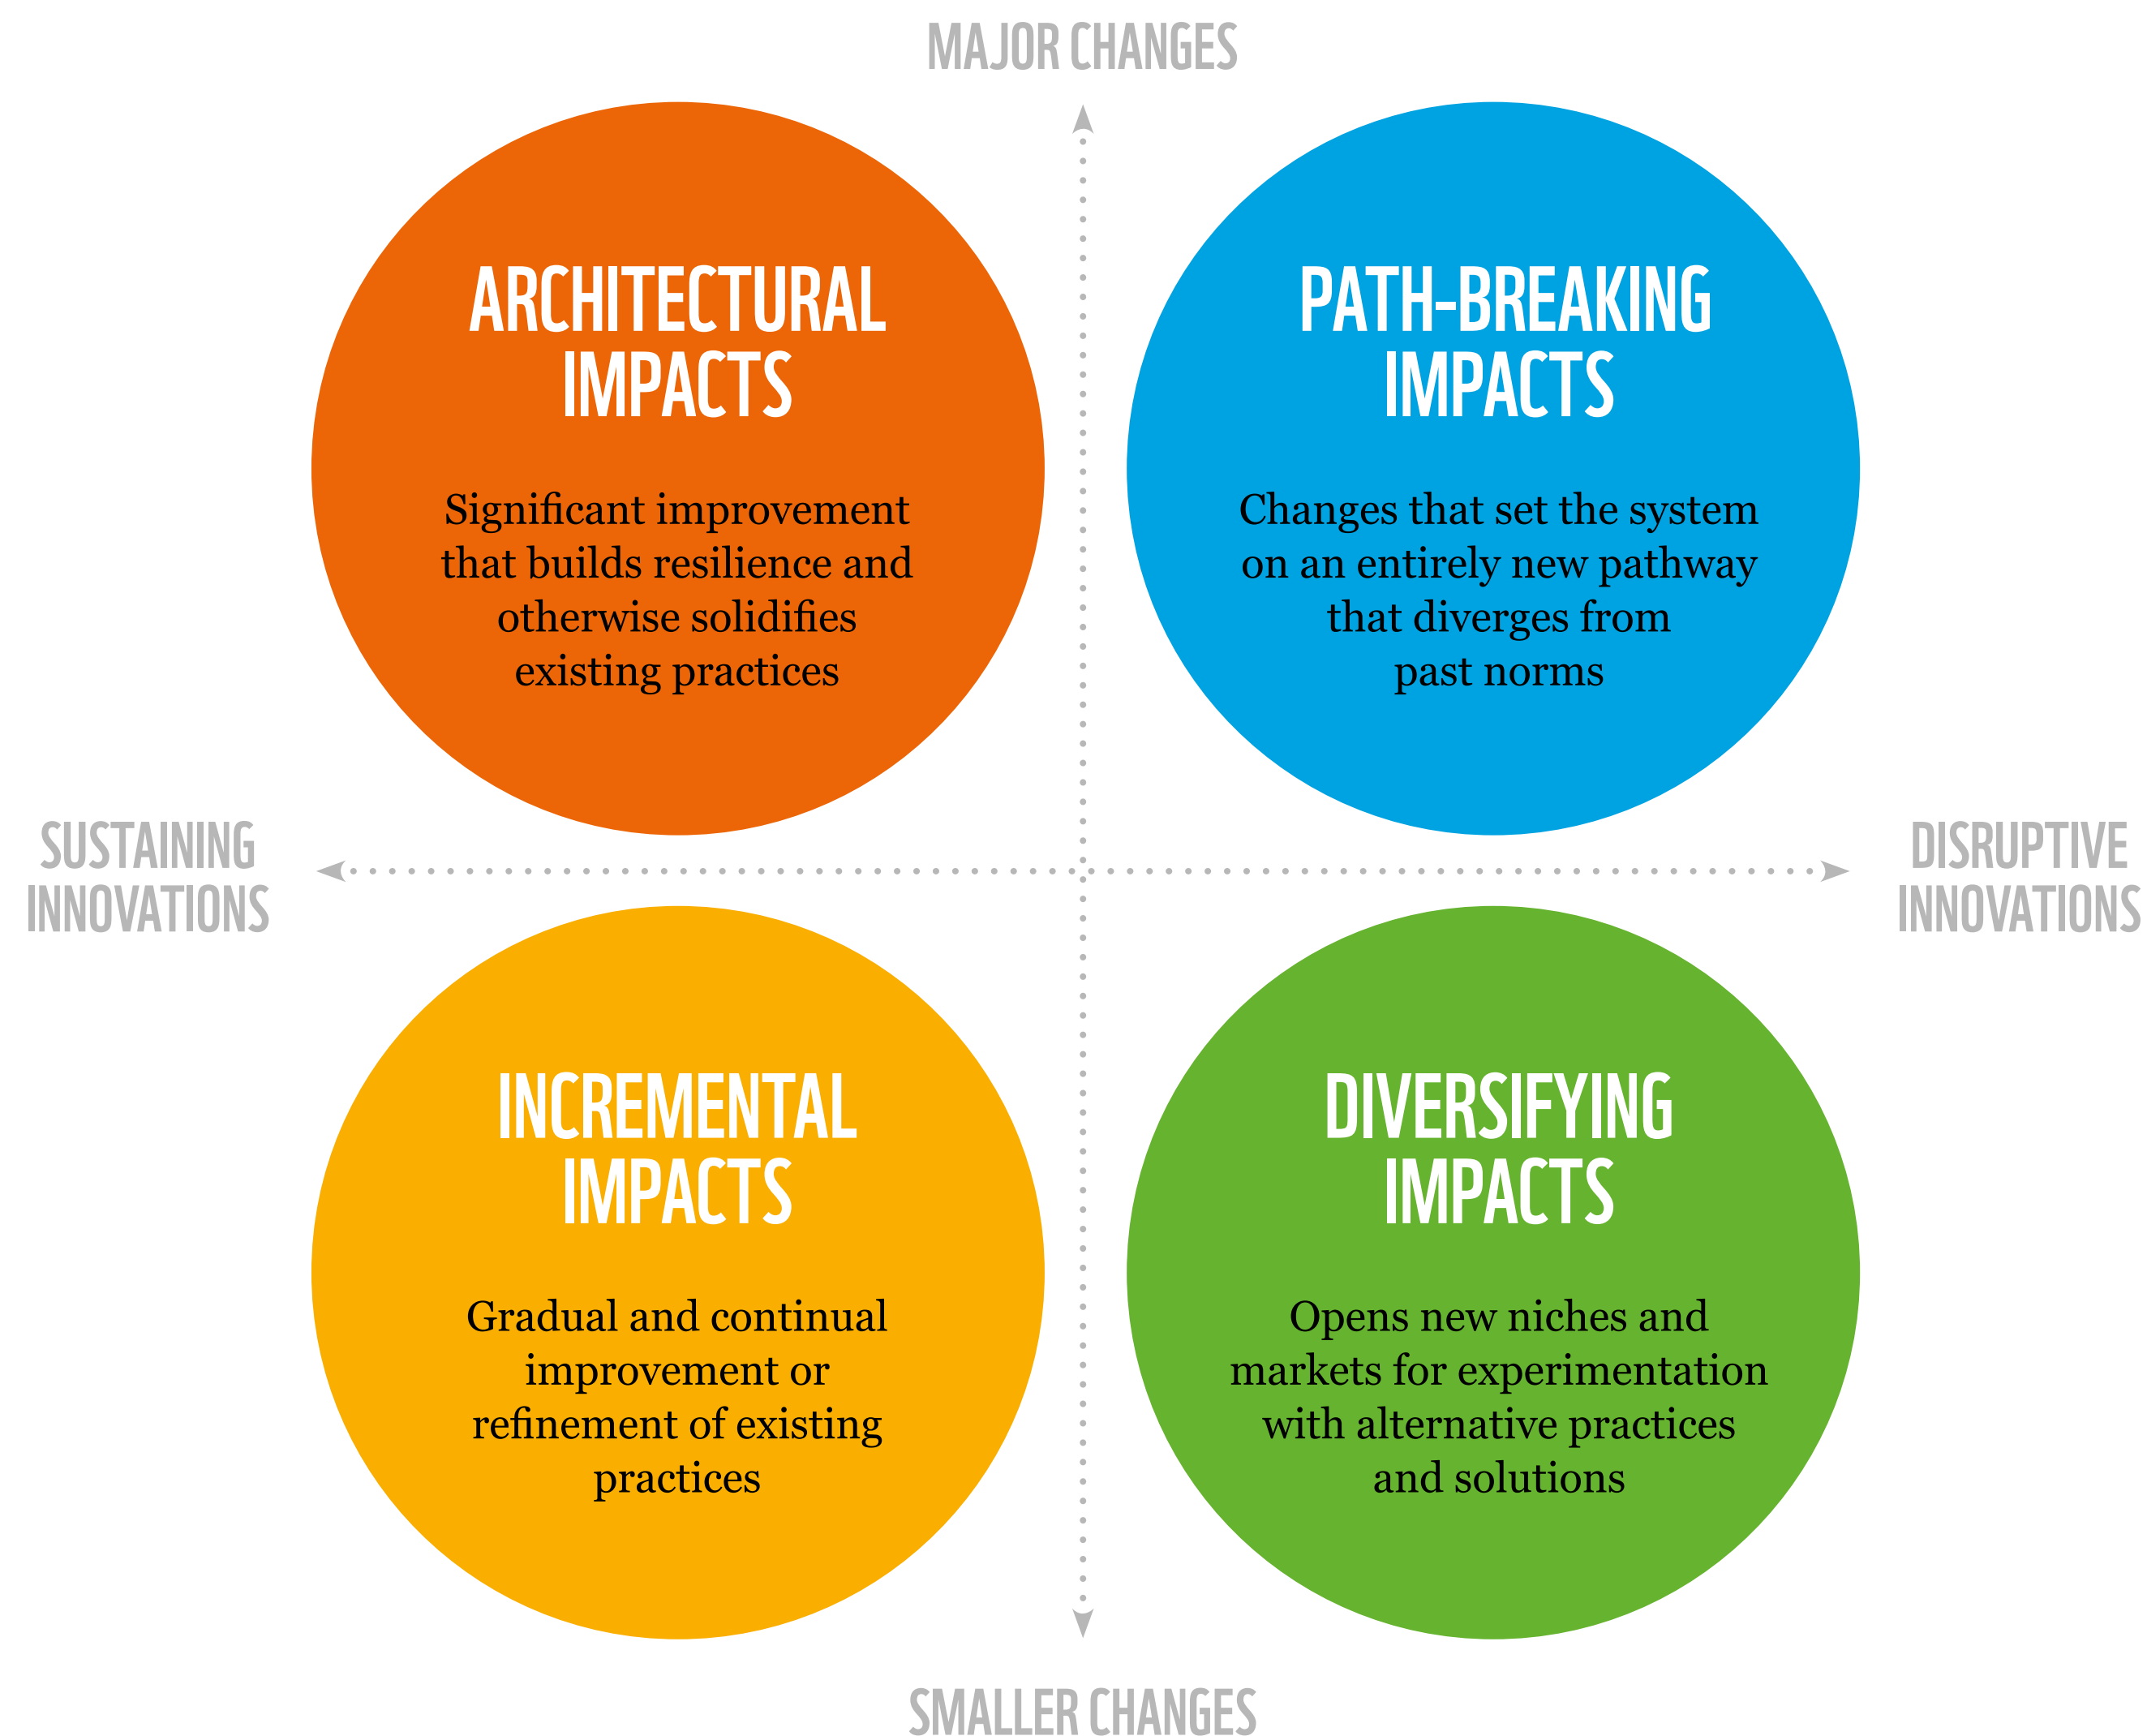 MAJOR CHANGES
ARCHITECTURAL
IMPACTS
Significant improvement
that builds resilience and
otherwise solidifies
existing practices
PATH-BREAKING
IMPACTS
Changes that set the system
on an entirely new pathway
that diverges from
past norms
SUSTAINING
INNOVATIONS
DISRUPTIVE
INNOVATIONS
INCREMENTAL
IMPACTS
Gradual and continual
improvement or
refinement of existing
practices
DIVERSIFYING
IMPACTS
Opens new niches and
markets for experimentation
with alternative practices
and solutions
SMALLER CHANGES